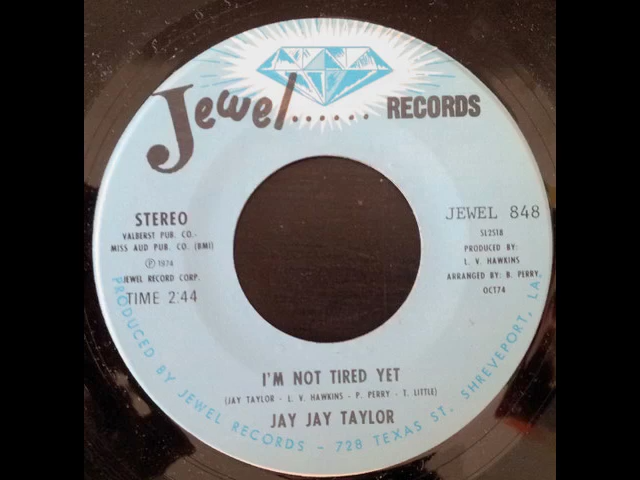 Jewel...... RECORDS
STEREO
VALBERST PUB. CO.-
MISS AUD PUB. CO. (BMI)
Ⓟ 1974
JEWEL RECORD CORP.
TIME 2:44
JEWEL 848
SL2518
PRODUCED BY:
L. V. HAWKINS
ARRANGED BY: B. PERRY,
OCT74
I'M NOT TIRED YET
(JAY TAYLOR - L. V. HAWKINS - P. PERRY - T. LITTLE)
JAY JAY TAYLOR
PRODUCED BY JEWEL RECORDS - 728 TEXAS ST. SHREVEPORT, LA.